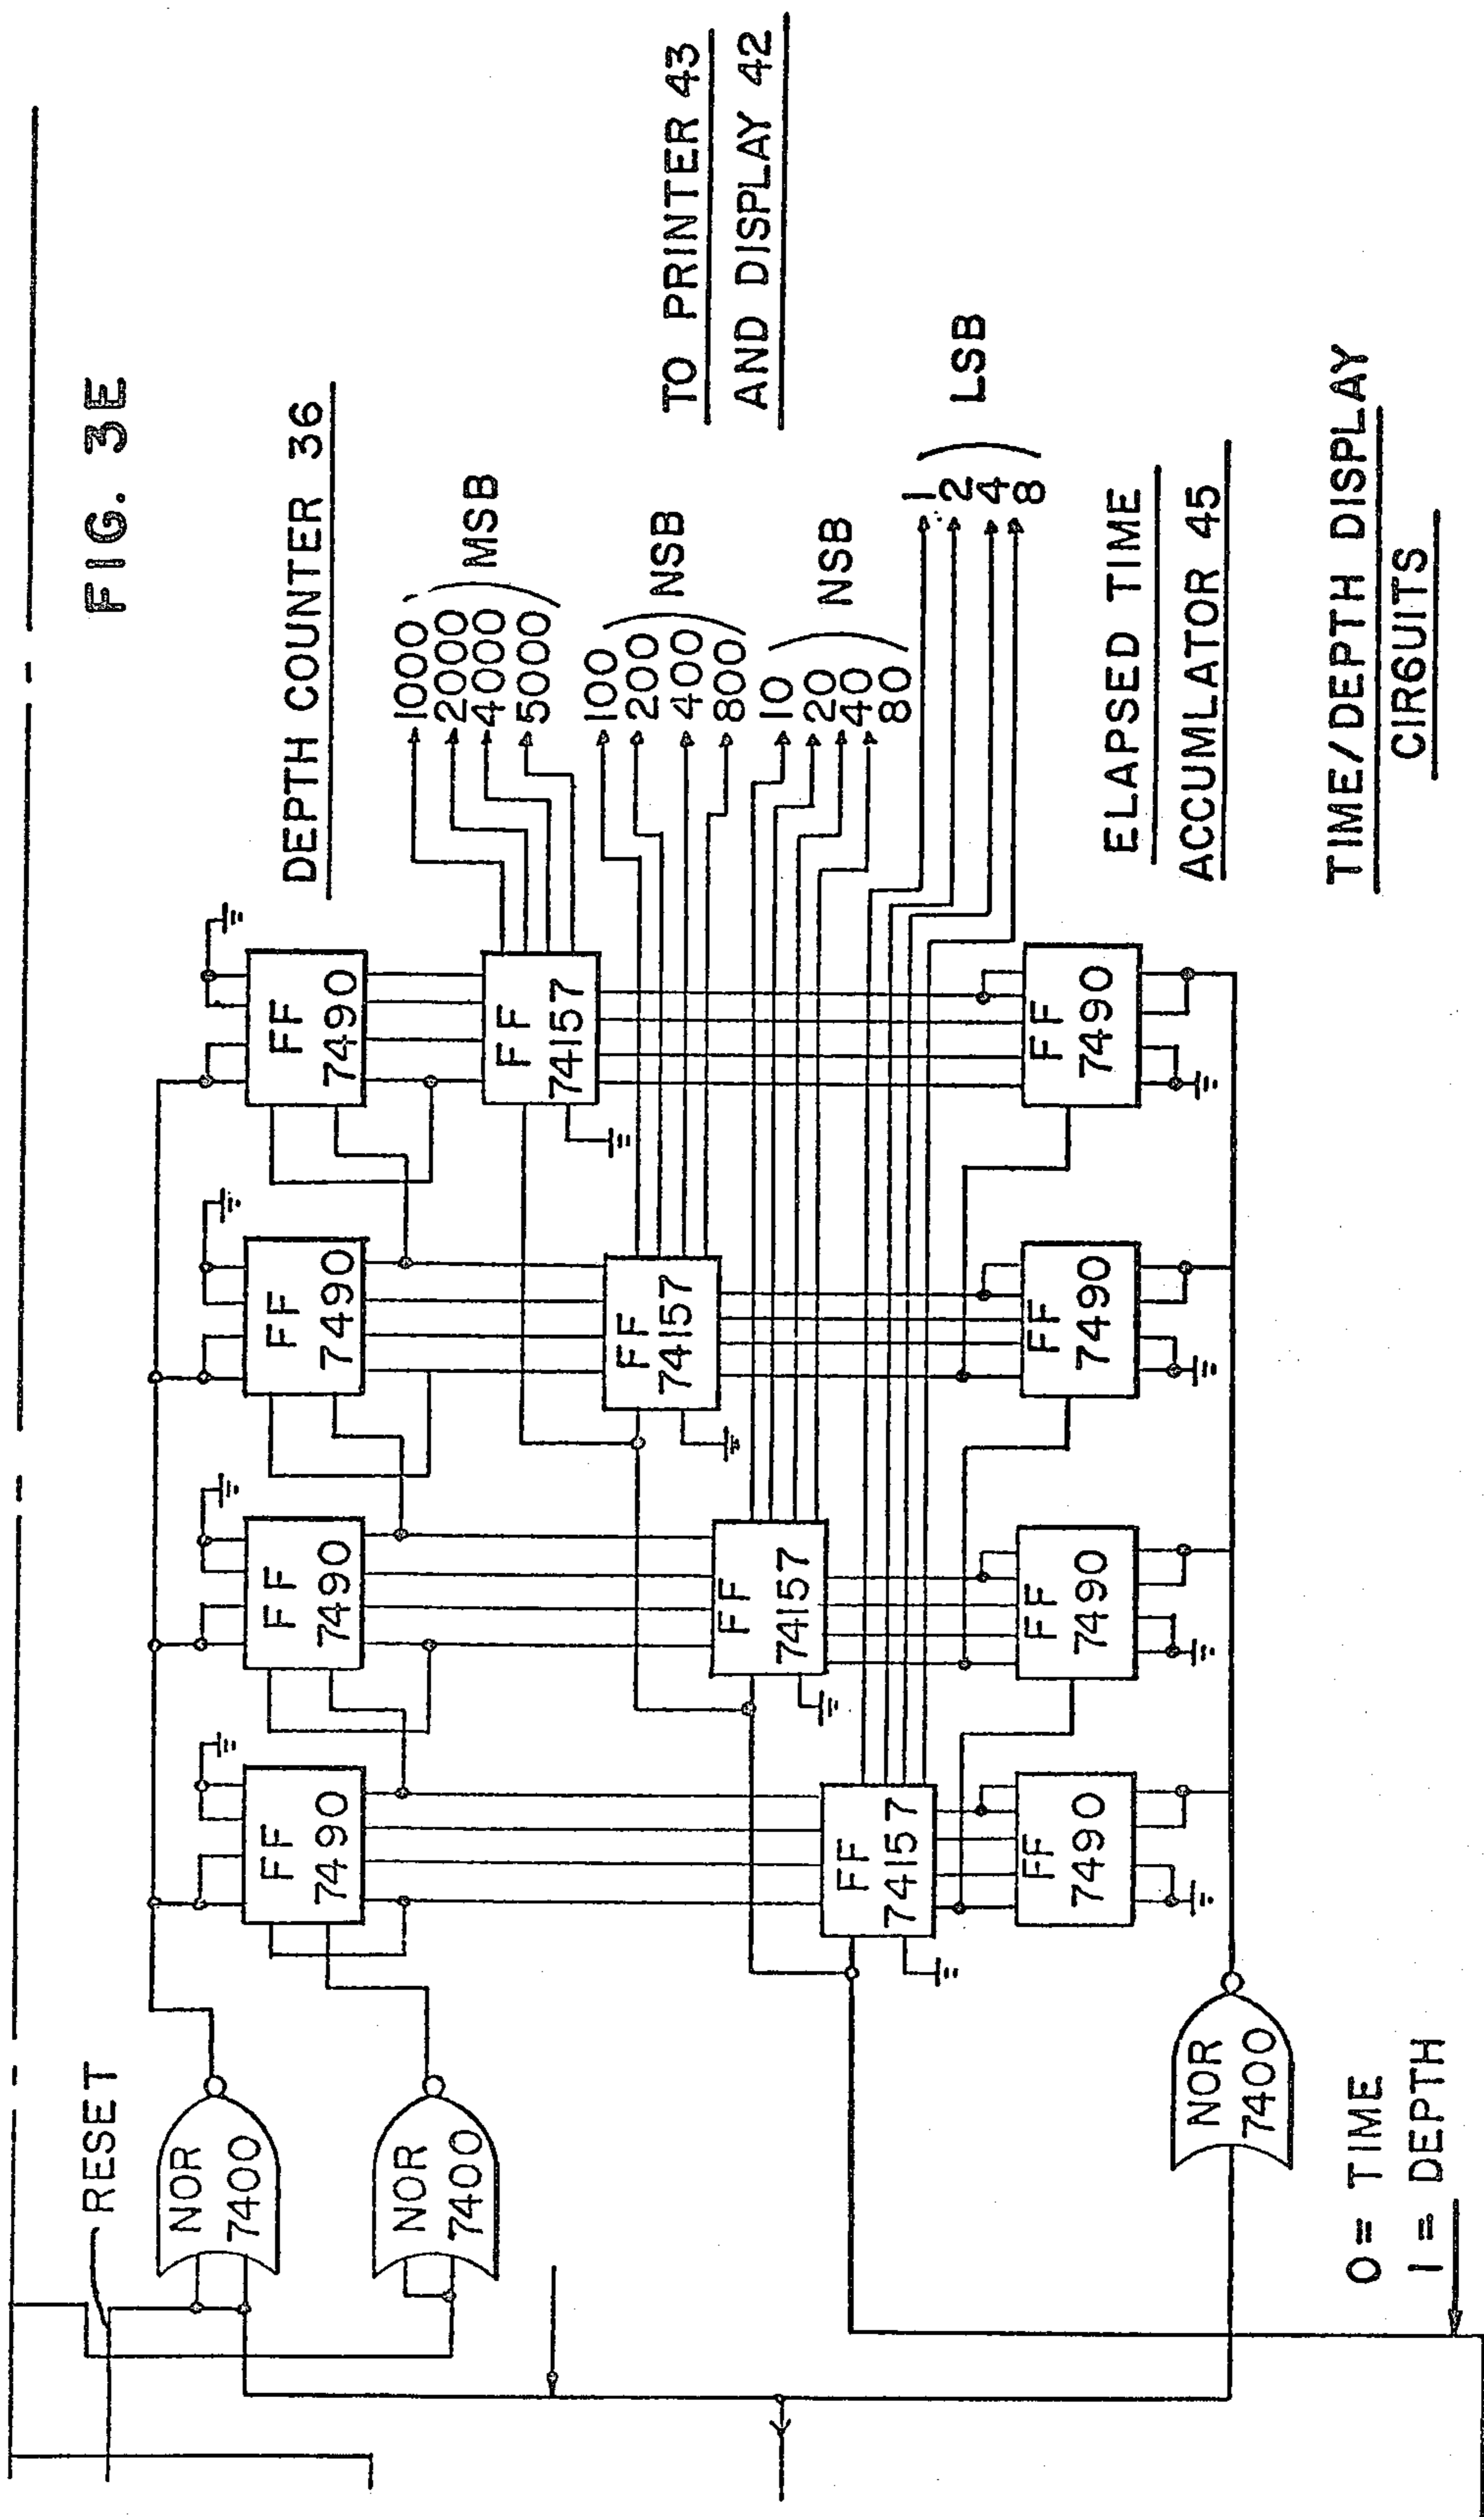 FIG. 3E
RESET
NOR
7400
NOR
7400
FF
7490
FF
7490
FF
7490
FF
7490
DEPTH COUNTER 36
1000
2000
4000
5000
MSB
FF
74157
FF
74157
FF
74157
FF
74157
100
200
400
800
NSB
10
20
40
80
NSB
1
2
4
8
LSB
TO PRINTER 43
AND DISPLAY 42
FF
7490
FF
7490
FF
7490
FF
7490
ELAPSED TIME
ACCUMLATOR 45
NOR
7400
0 = TIME
1 = DEPTH
TIME/DEPTH DISPLAY
CIR6UITS